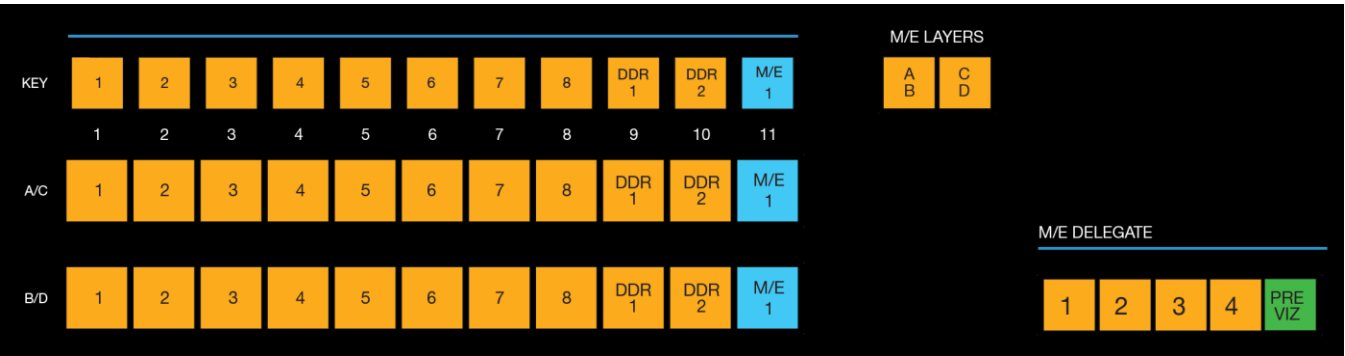 M/E LAYERS
KEY 1 2 3 4 5 6 7 8 DDR 1 DDR 2 M/E 1 A B C D
1 2 3 4 5 6 7 8 9 10 11
A/C 1 2 3 4 5 6 7 8 DDR 1 DDR 2 M/E 1
M/E DELEGATE
B/D 1 2 3 4 5 6 7 8 DDR 1 DDR 2 M/E 1
1 2 3 4 PRE VIZ